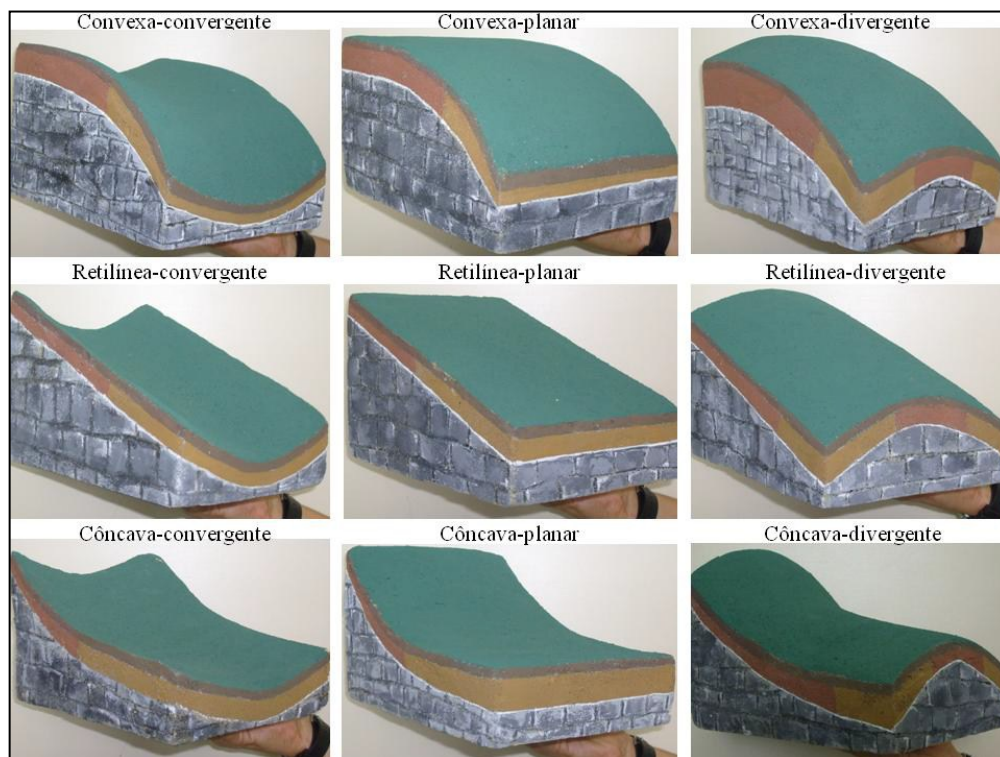 Convexa-convergente
Convexa-planar
Convexa-divergente
Retilínea-convergente
Retilínea-planar
Retilínea-divergente
Côncava-convergente
Côncava-planar
Côncava-divergente